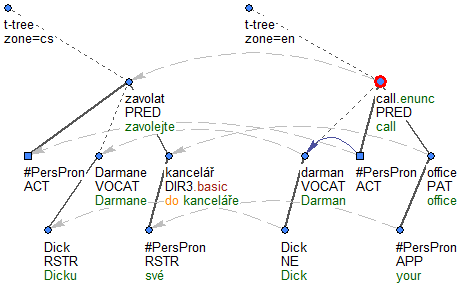 t-tree
zone=cs
t-tree
zone=en
zavolat
PRED
zavolejte
call.enunc
PRED
call
#PersPron
ACT
Darmane
VOCAT
Darmane
kancelář
DIR3.basic
do kanceláře
darman
VOCAT
Darman
#PersPron
ACT
office
PAT
office
Dick
RSTR
Dicku
#PersPron
RSTR
své
Dick
NE
Dick
#PersPron
APP
your